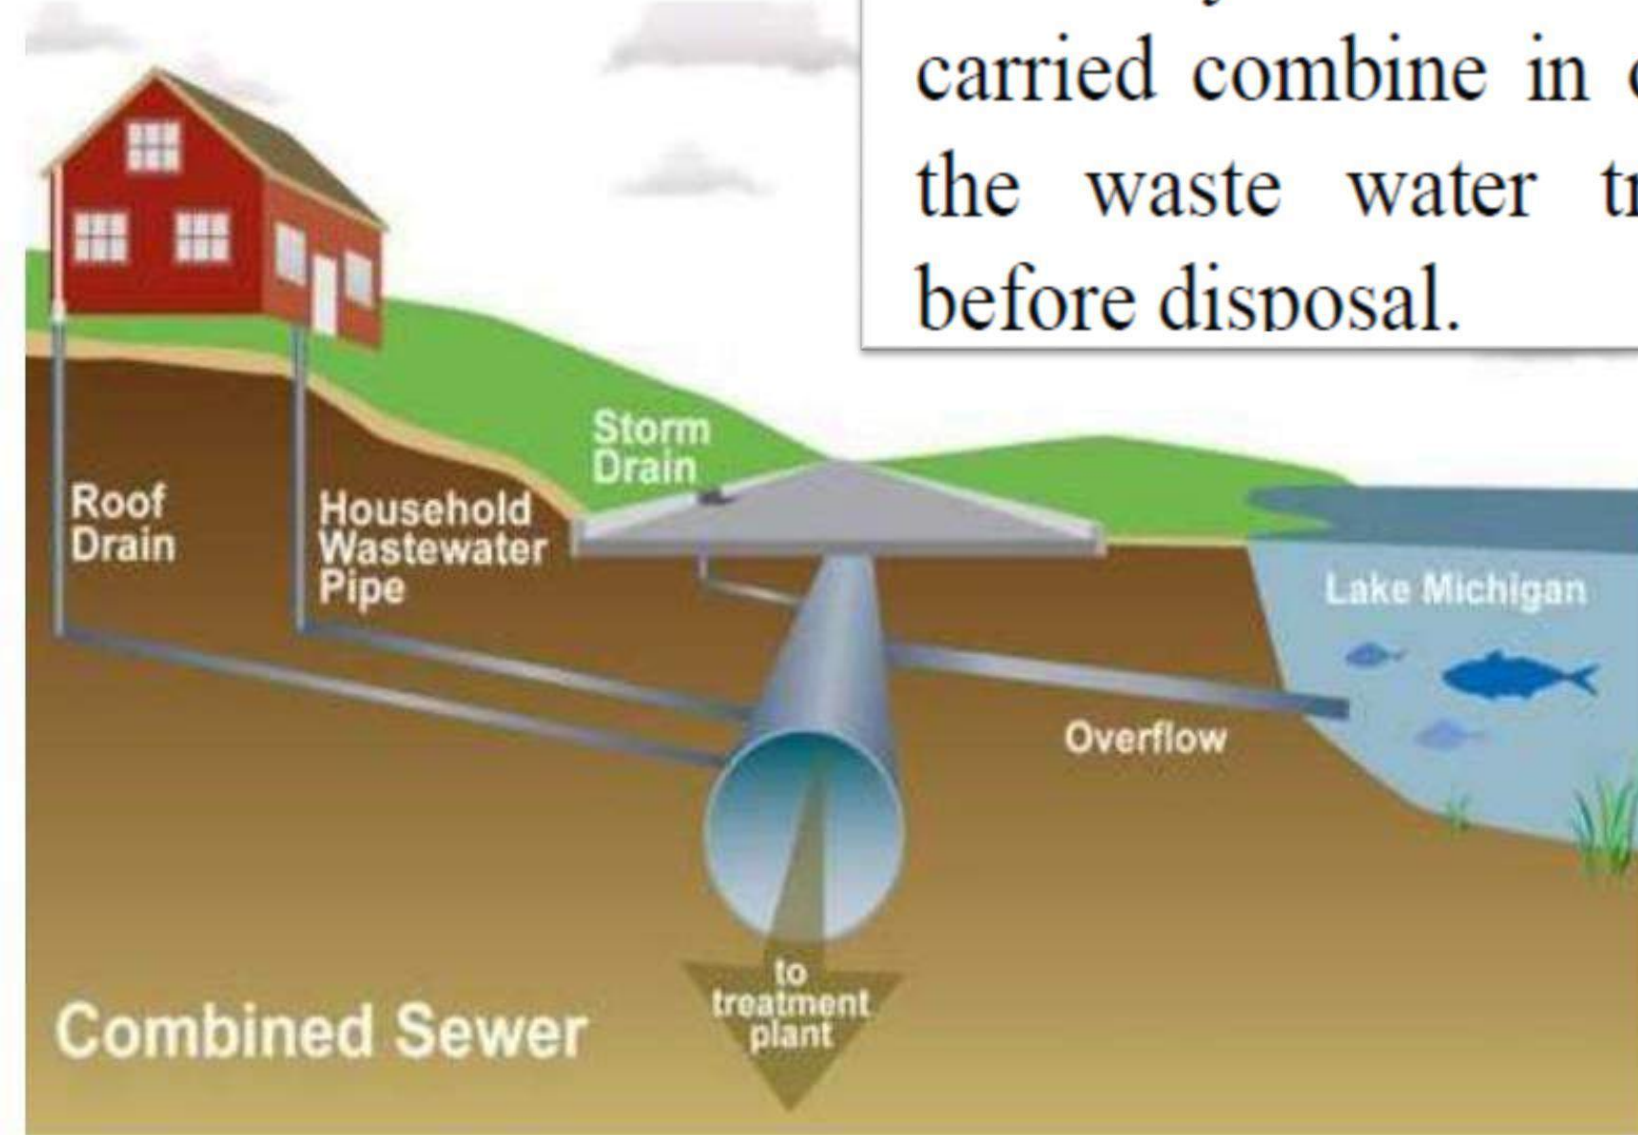 carried combine in
the waste water
before disposal.
Storm
Drain
Roof
Drain
Household
Wastewater
Pipe
Lake Michigan
Overflow
to
treatment
plant
Combined Sewer